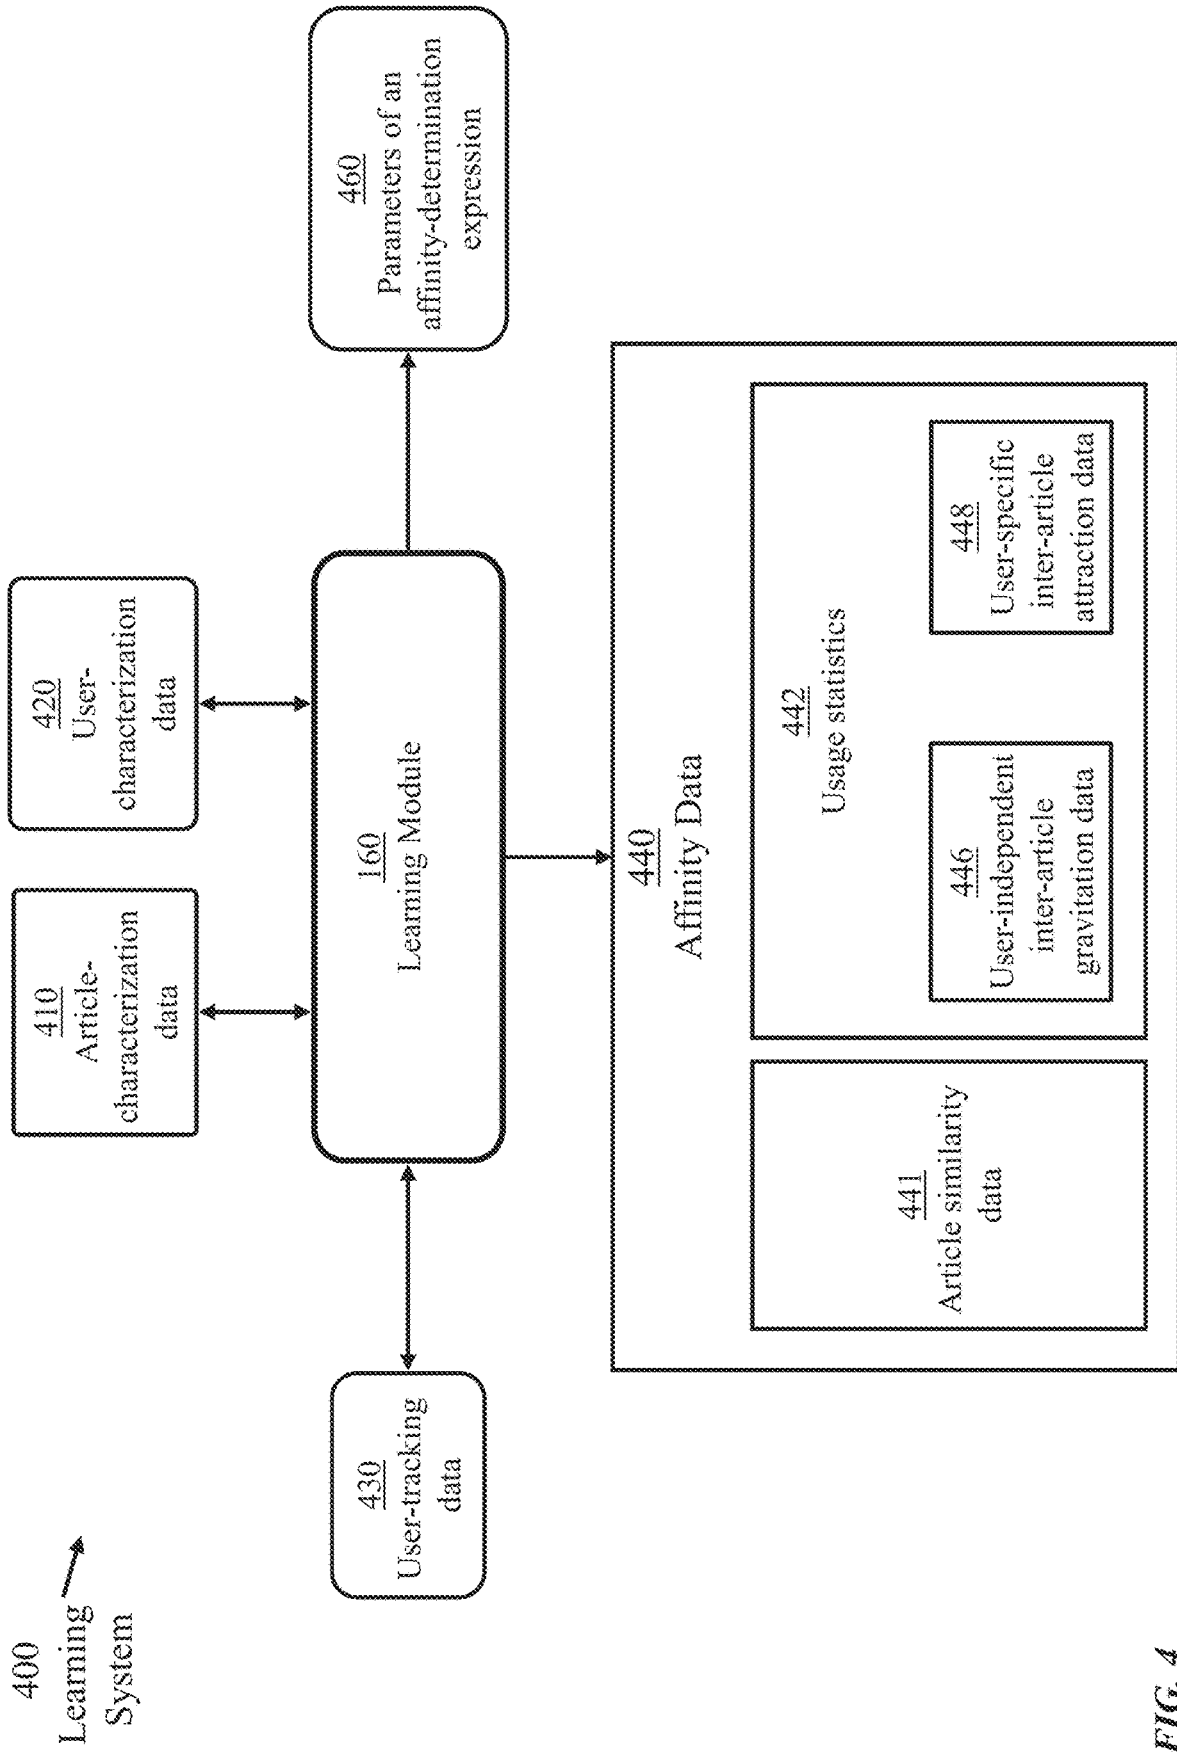 400
Learning
System
410
Article-
characterization
data
420
User-
characterization
data
430
User-tracking
data
160
Learning Module
460
Parameters of an
affinity-determination
expression
440
Affinity Data
441
Article similarity
data
442
Usage statistics
446
User-independent
inter-article
gravitation data
448
User-specific
inter-article
attraction data
FIG. 4